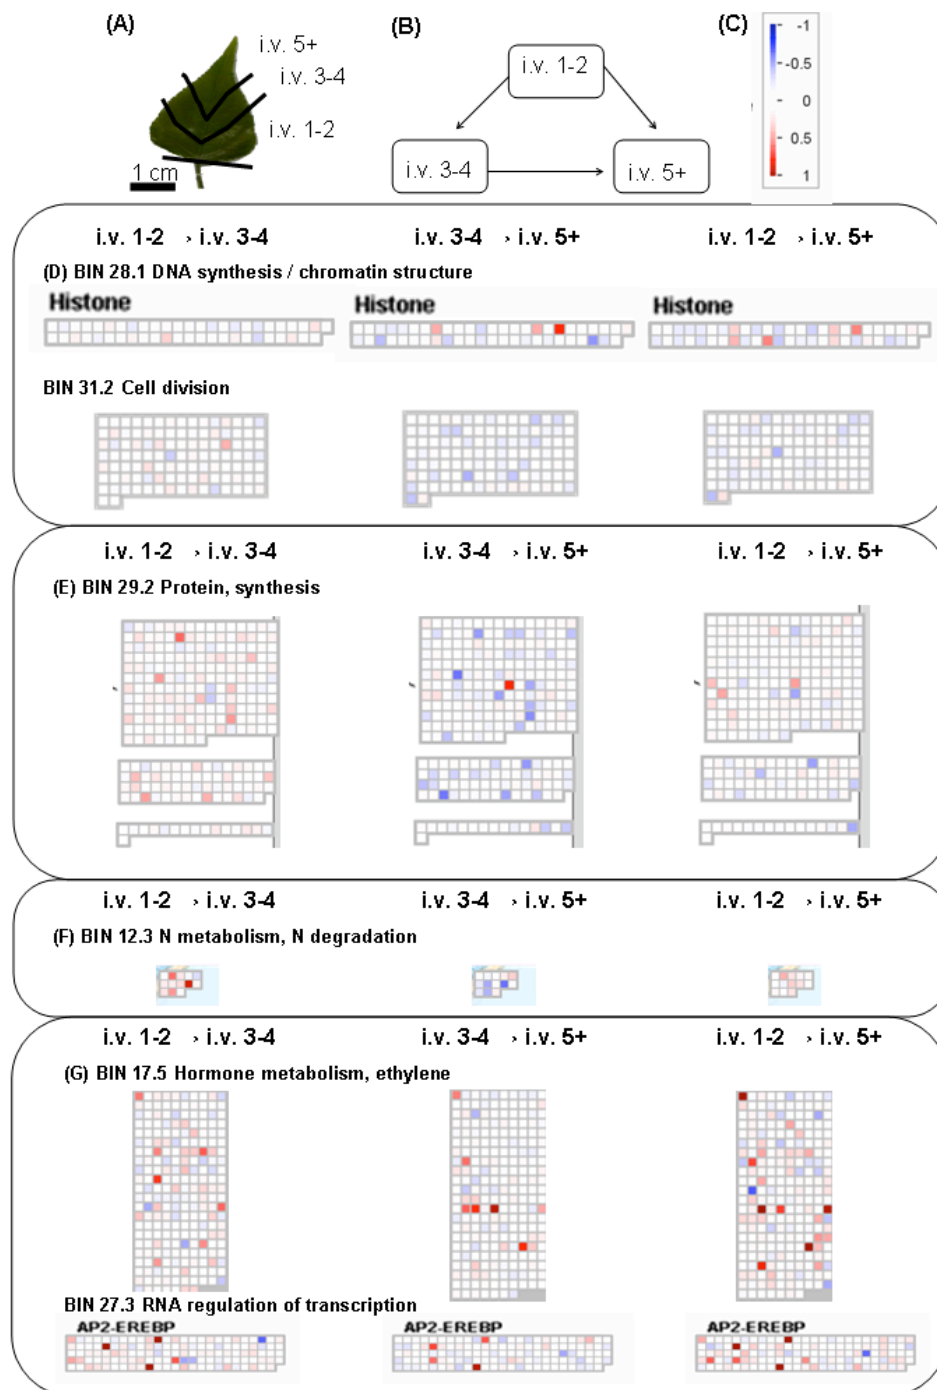 (A)
(B)
(C)
i.v. 5+
i.v. 3-4
i.v. 1-2
1 cm
i.v. 1-2
i.v. 3-4
i.v. 5+
-1
-0.5
0
0.5
1
i.v. 1-2 › i.v. 3-4
i.v. 3-4 › i.v. 5+
i.v. 1-2 › i.v. 5+
(D) BIN 28.1 DNA synthesis / chromatin structure
Histone
Histone
Histone
BIN 31.2 Cell division
i.v. 1-2 › i.v. 3-4
i.v. 3-4 › i.v. 5+
i.v. 1-2 › i.v. 5+
(E) BIN 29.2 Protein, synthesis
i.v. 1-2 › i.v. 3-4
i.v. 3-4 › i.v. 5+
i.v. 1-2 › i.v. 5+
(F) BIN 12.3 N metabolism, N degradation
i.v. 1-2 › i.v. 3-4
i.v. 3-4 › i.v. 5+
i.v. 1-2 › i.v. 5+
(G) BIN 17.5 Hormone metabolism, ethylene
BIN 27.3 RNA regulation of transcription
AP2-EREBP
AP2-EREBP
AP2-EREBP